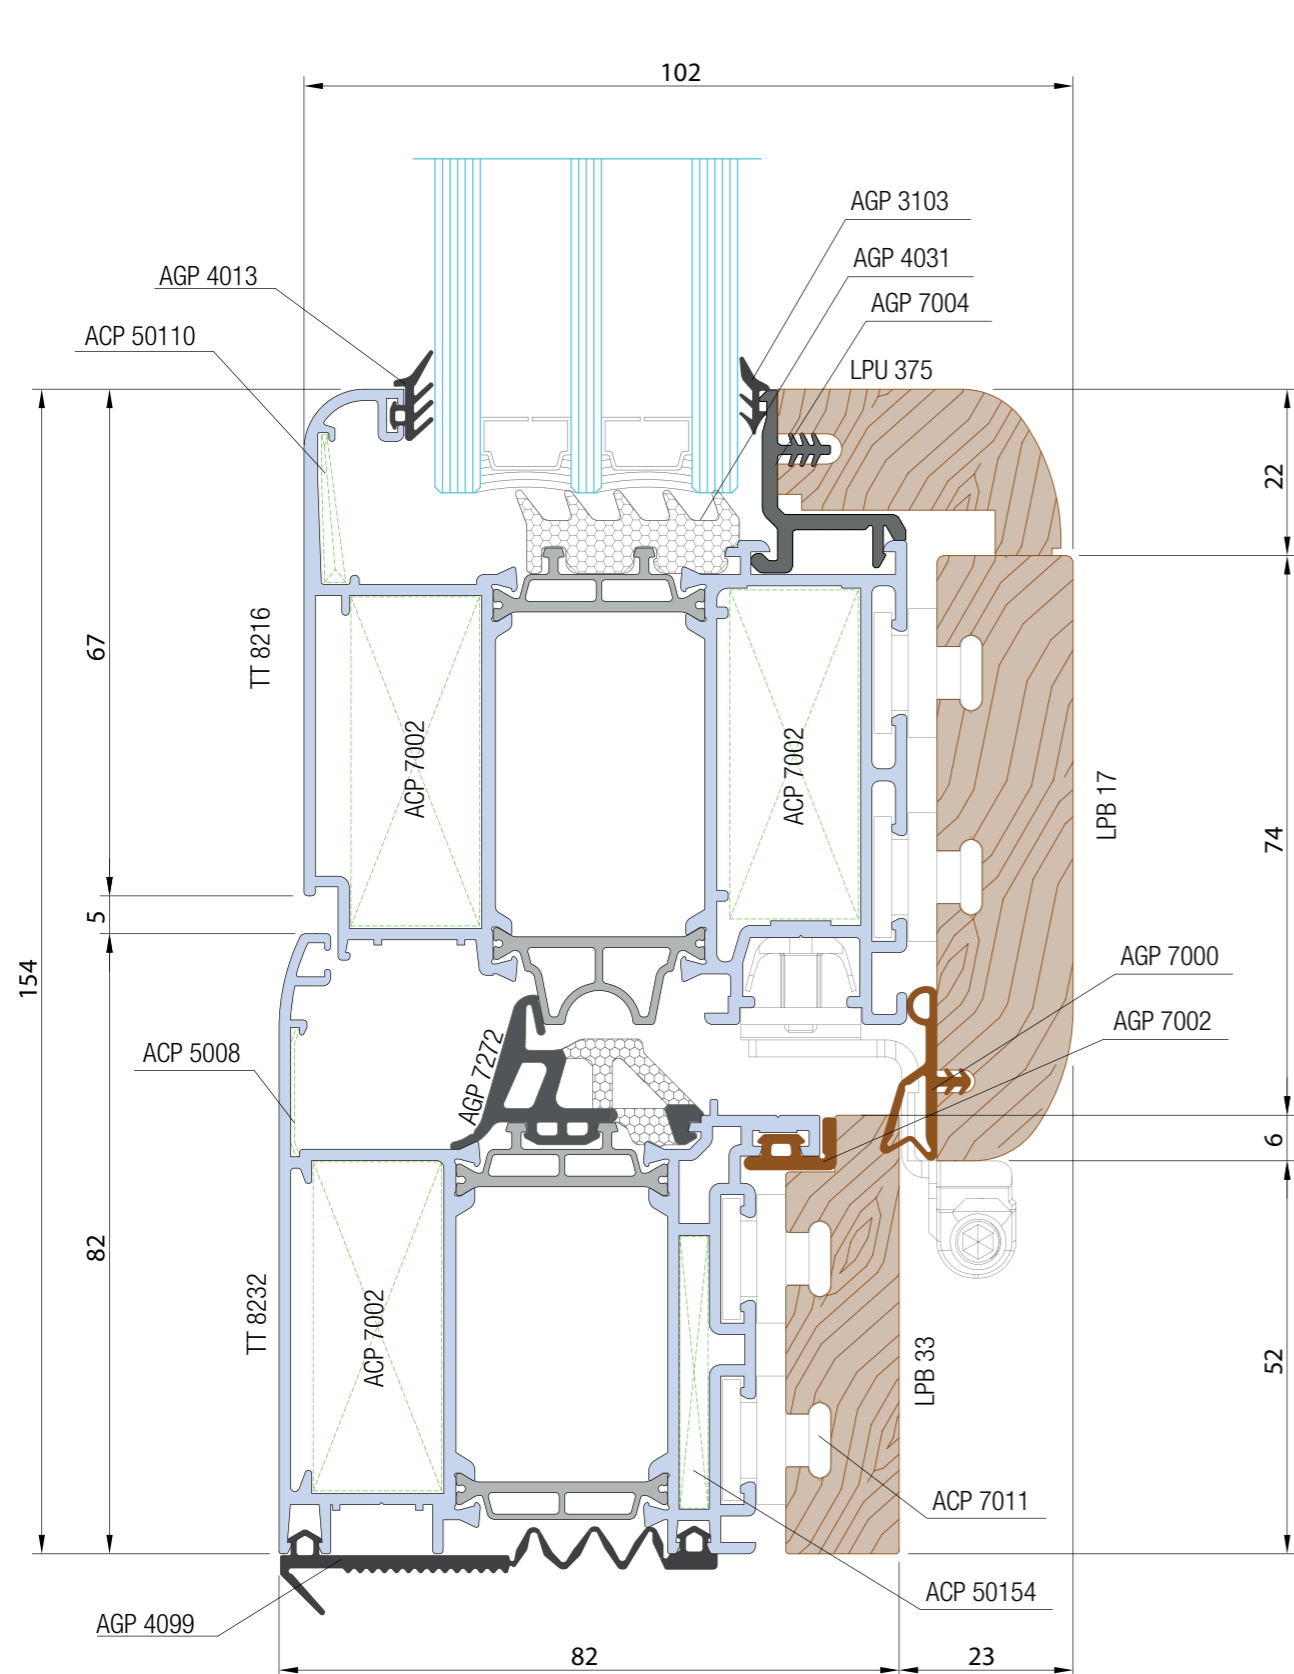 102
AGP 3103
AGP 4031
AGP 4013
AGP 7004
ACP 50110
LPU 375
22
67
TT 8216
ACP 7002
ACP 7002
LPB 17
74
5
154
AGP 7000
AGP 7002
ACP 5008
AGP 7272
6
82
TT 8232
ACP 7002
LPB 33
52
ACP 7011
ACP 50154
AGP 4099
82
23